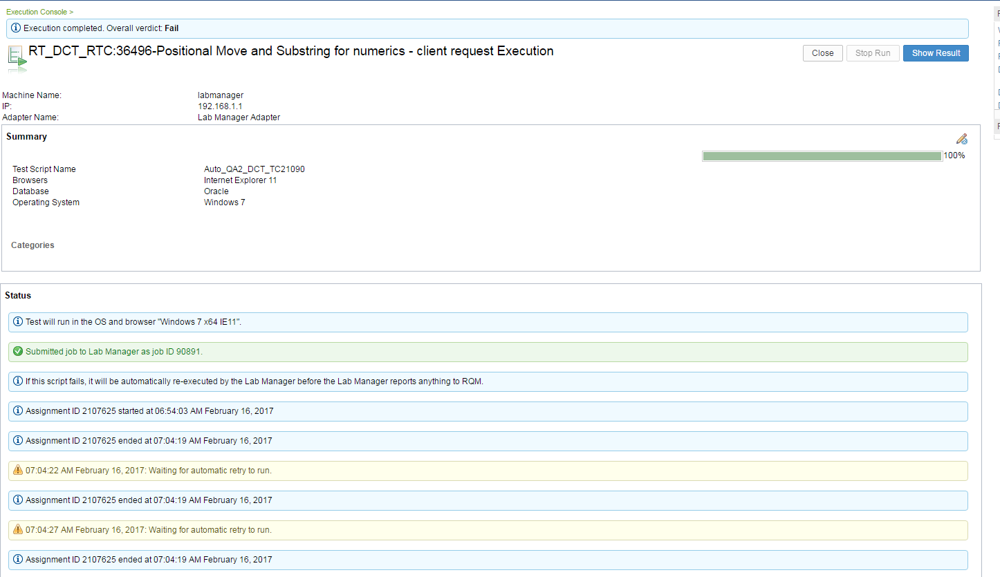 Execution Console >
Execution completed. Overall verdict: Fail
RT_DCT_RTC:36496-Positional Move and Substring for numerics - client request Execution
Close
Stop Run
Show Result
Machine Name: labmanager
IP: 192.168.1.1
Adapter Name: Lab Manager Adapter
Summary
100%
Test Script Name Auto_QA2_DCT_TC21090
Browsers Internet Explorer 11
Database Oracle
Operating System Windows 7
Categories
Status
Test will run in the OS and browser "Windows 7 x64 IE11".
Submitted job to Lab Manager as job ID 90891.
If this script fails, it will be automatically re-executed by the Lab Manager before the Lab Manager reports anything to RQM.
Assignment ID 2107625 started at 06:54:03 AM February 16, 2017
Assignment ID 2107625 ended at 07:04:19 AM February 16, 2017
07:04:22 AM February 16, 2017: Waiting for automatic retry to run.
Assignment ID 2107625 ended at 07:04:19 AM February 16, 2017
07:04:27 AM February 16, 2017: Waiting for automatic retry to run.
Assignment ID 2107625 ended at 07:04:19 AM February 16, 2017